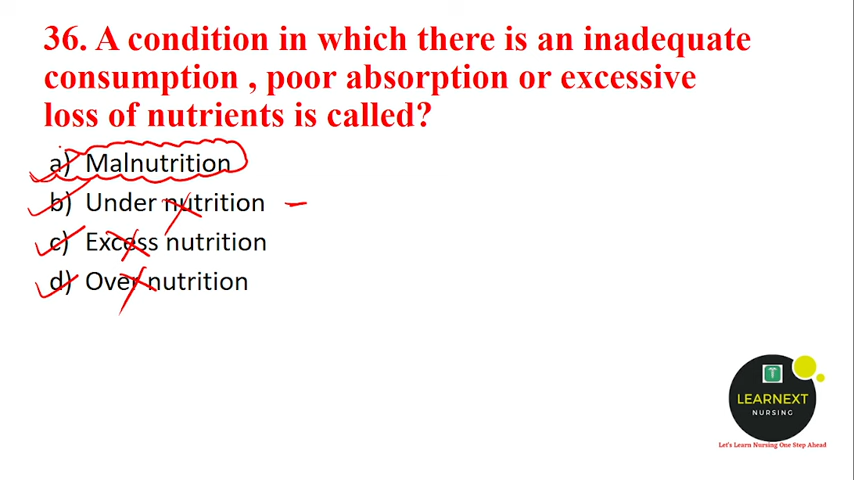 36. A condition in which there is an inadequate
consumption , poor absorption or excessive
loss of nutrients is called?
a) Malnutrition
b) Under nutrition
c) Excess nutrition
d) Over nutrition
LEARNEXT
NURSING
Let's Learn Nursing One Step Ahead